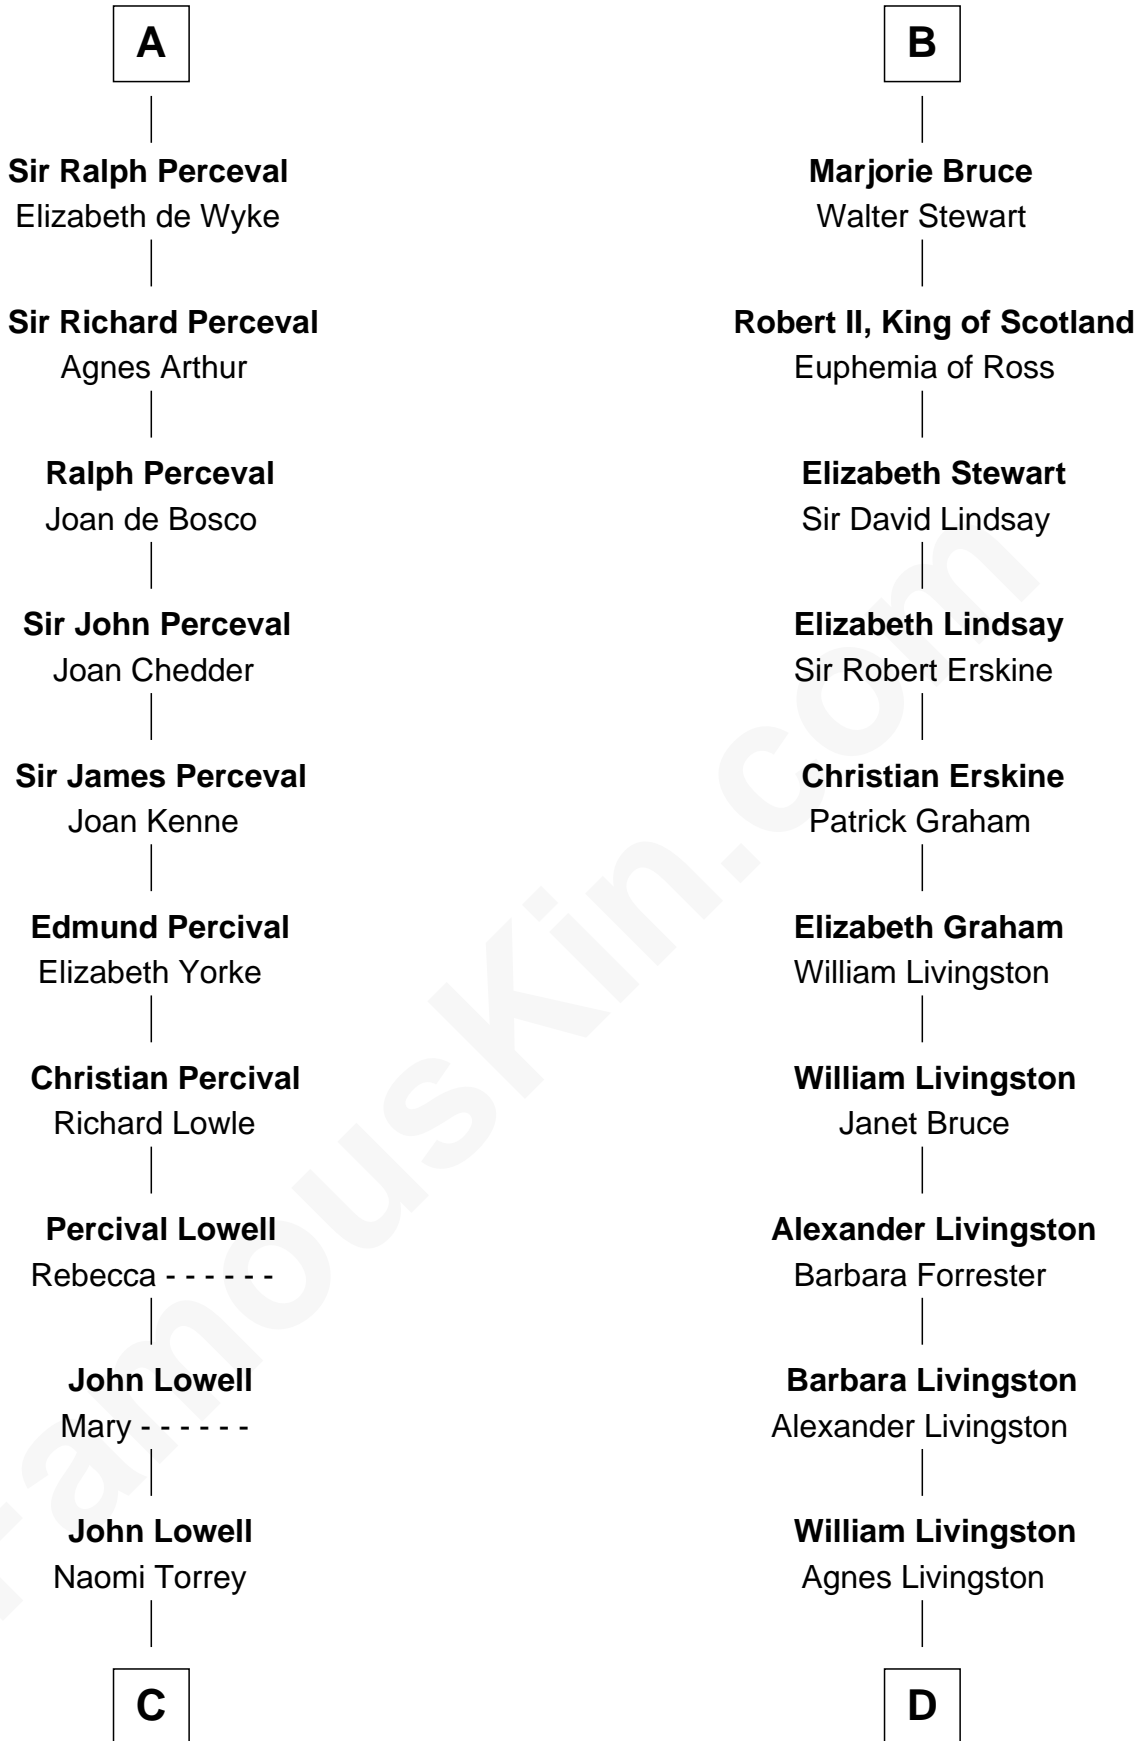 A
Sir Ralph Perceval
Elizabeth de Wyke
Sir Richard Perceval
Agnes Arthur
Ralph Perceval
Joan de Bosco
Sir John Perceval
Joan Chedder
Sir James Perceval
Joan Kenne
Edmund Percival
Elizabeth Yorke
Christian Percival
Richard Lowle
Percival Lowell
Rebecca - - - - - -
John Lowell
Mary - - - - - -
John Lowell
Naomi Torrey
C
B
Marjorie Bruce
Walter Stewart
Robert II, King of Scotland
Euphemia of Ross
Elizabeth Stewart
Sir David Lindsay
Elizabeth Lindsay
Sir Robert Erskine
Christian Erskine
Patrick Graham
Elizabeth Graham
William Livingston
William Livingston
Janet Bruce
Alexander Livingston
Barbara Forrester
Barbara Livingston
Alexander Livingston
William Livingston
Agnes Livingston
D
FamousKin.com